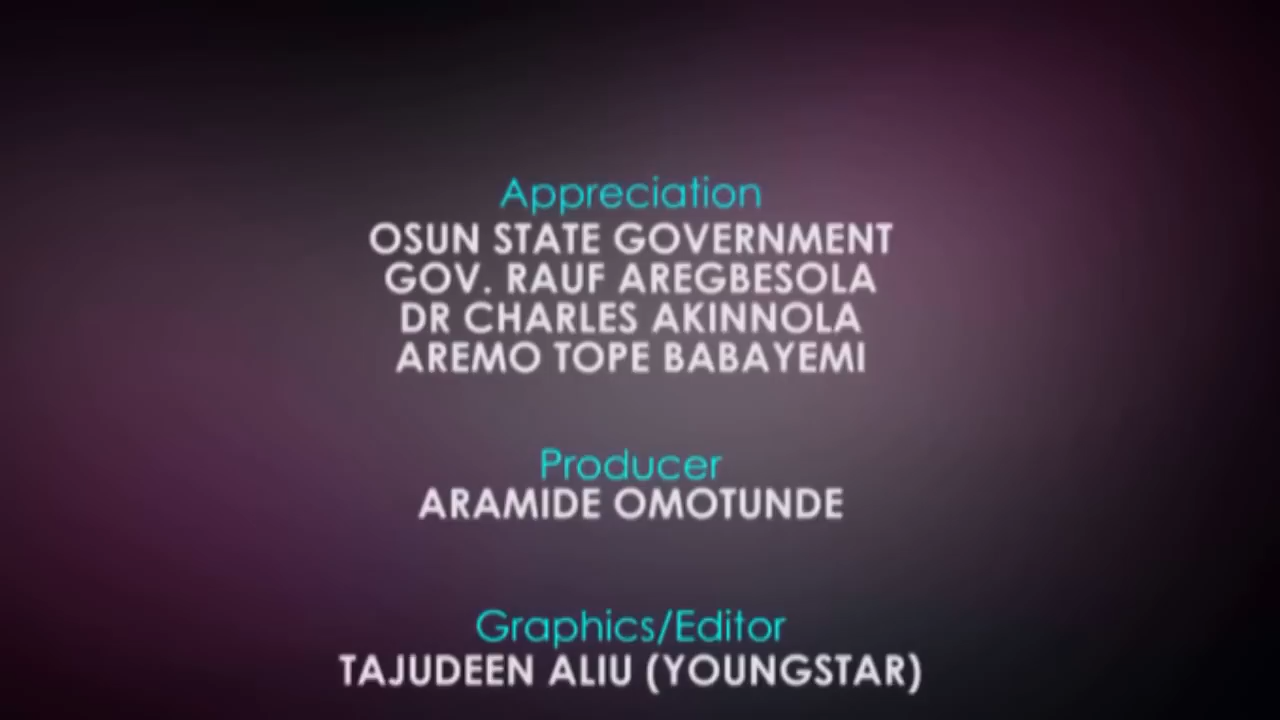 Appreciation
OSUN STATE GOVERNMENT
GOV. RAUF AREGBESOLA
DR CHARLES AKINNOLA
AREMO TOPE BABAYEMI
Producer
ARAMIDE OMOTUNDE
Graphics/Editor
TAJUDEEN ALIU (YOUNGSTAR)